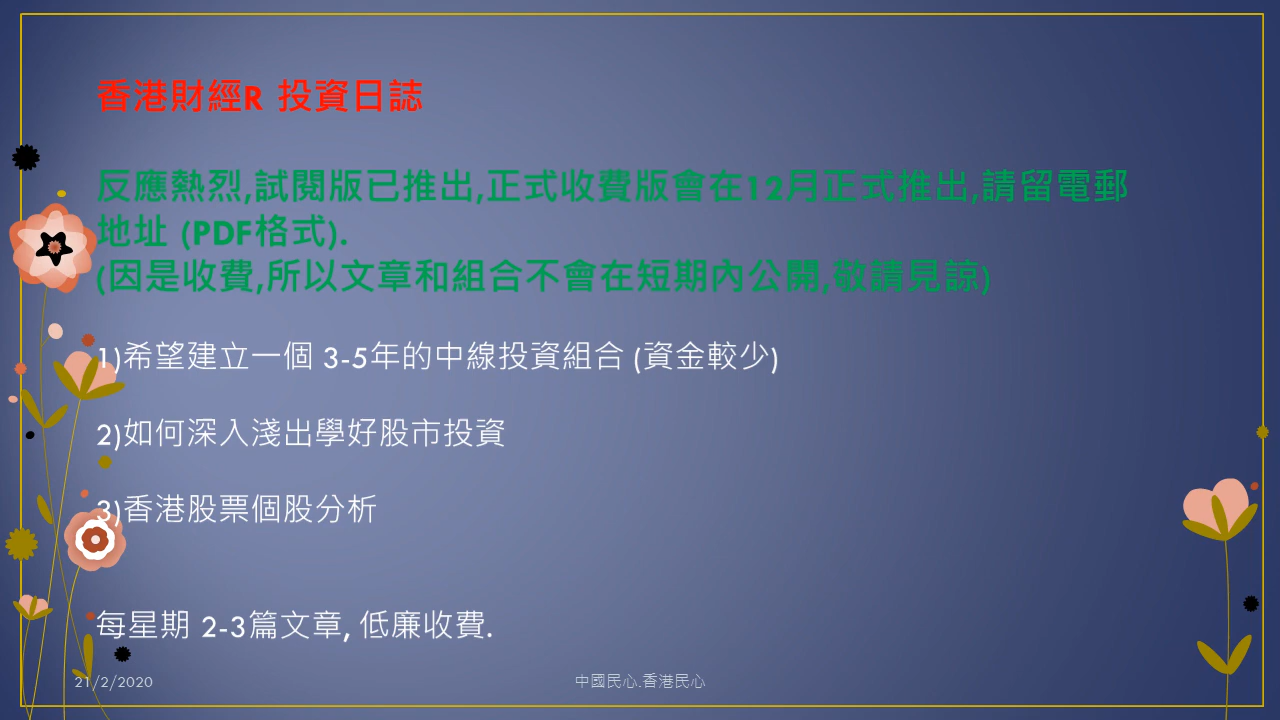 香港財經R 投資日誌
反應熱烈,試閱版已推出,正式收費版會在12月正式推出,請留電郵
地址 (PDF格式).
(因是收費,所以文章和組合不會在短期內公開,敬請見諒)
1)希望建立一個 3-5年的中線投資組合 (資金較少)
2)如何深入淺出學好股市投資
3)香港股票個股分析
每星期 2-3篇文章, 低廉收費.
21/2/2020
中國民心.香港民心